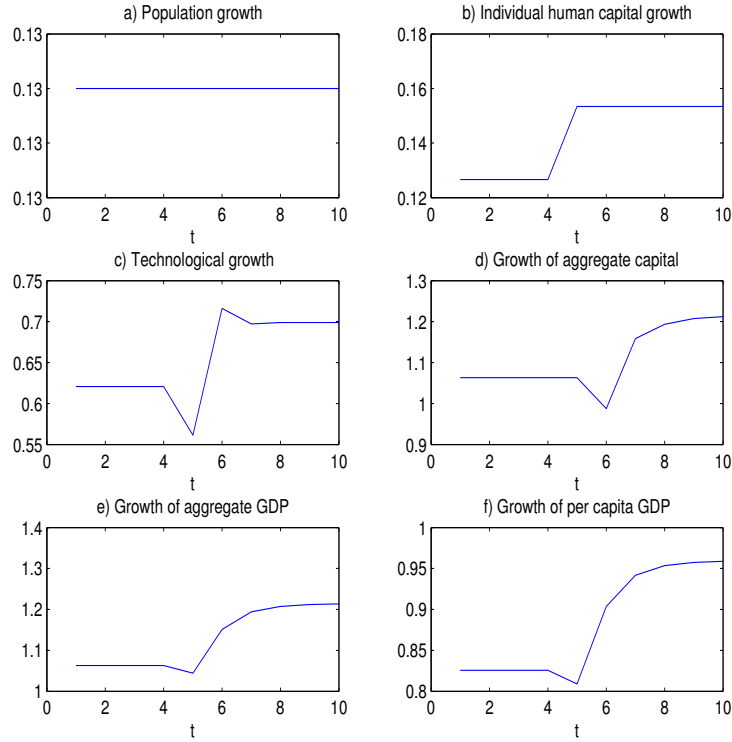 a) Population growth
0.13
0.13
0.13
0.13
0 2 4 6 8 10
t
b) Individual human capital growth
0.18
0.16
0.14
0.12
0 2 4 6 8 10
t
c) Technological growth
0.75
0.7
0.65
0.6
0.55
0 2 4 6 8 10
t
d) Growth of aggregate capital
1.3
1.2
1.1
1
0.9
0 2 4 6 8 10
t
e) Growth of aggregate GDP
1.4
1.3
1.2
1.1
1
0 2 4 6 8 10
t
f) Growth of per capita GDP
1
0.95
0.9
0.85
0.8
0 2 4 6 8 10
t